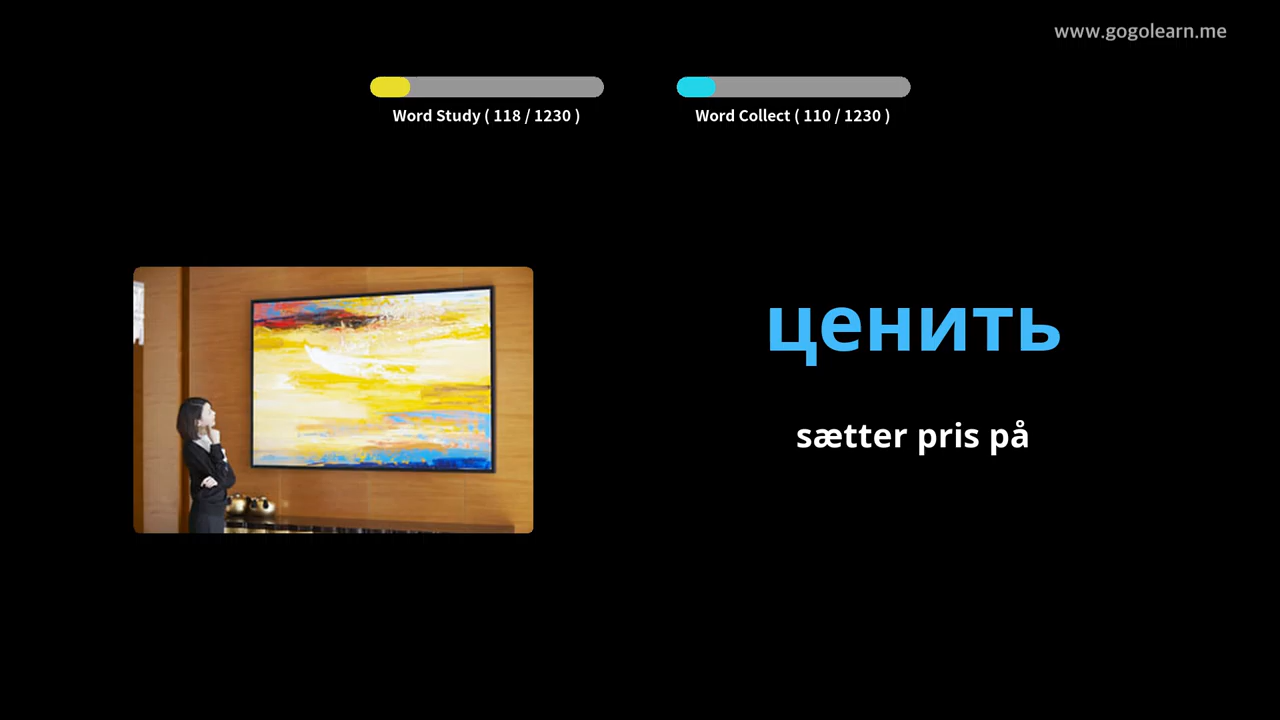 www.gogolearn.me
Word Study ( 118 / 1230 )
Word Collect ( 110 / 1230 )
ценить
sætter pris på